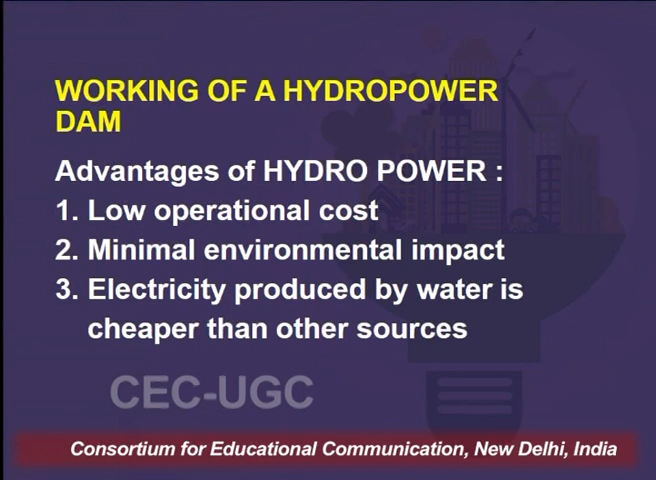 WORKING OF A HYDROPOWER
DAM
Advantages of HYDRO POWER :
1. Low operational cost
2. Minimal environmental impact
3. Electricity produced by water is
cheaper than other sources
CEC-UGC
Consortium for Educational Communication, New Delhi, India